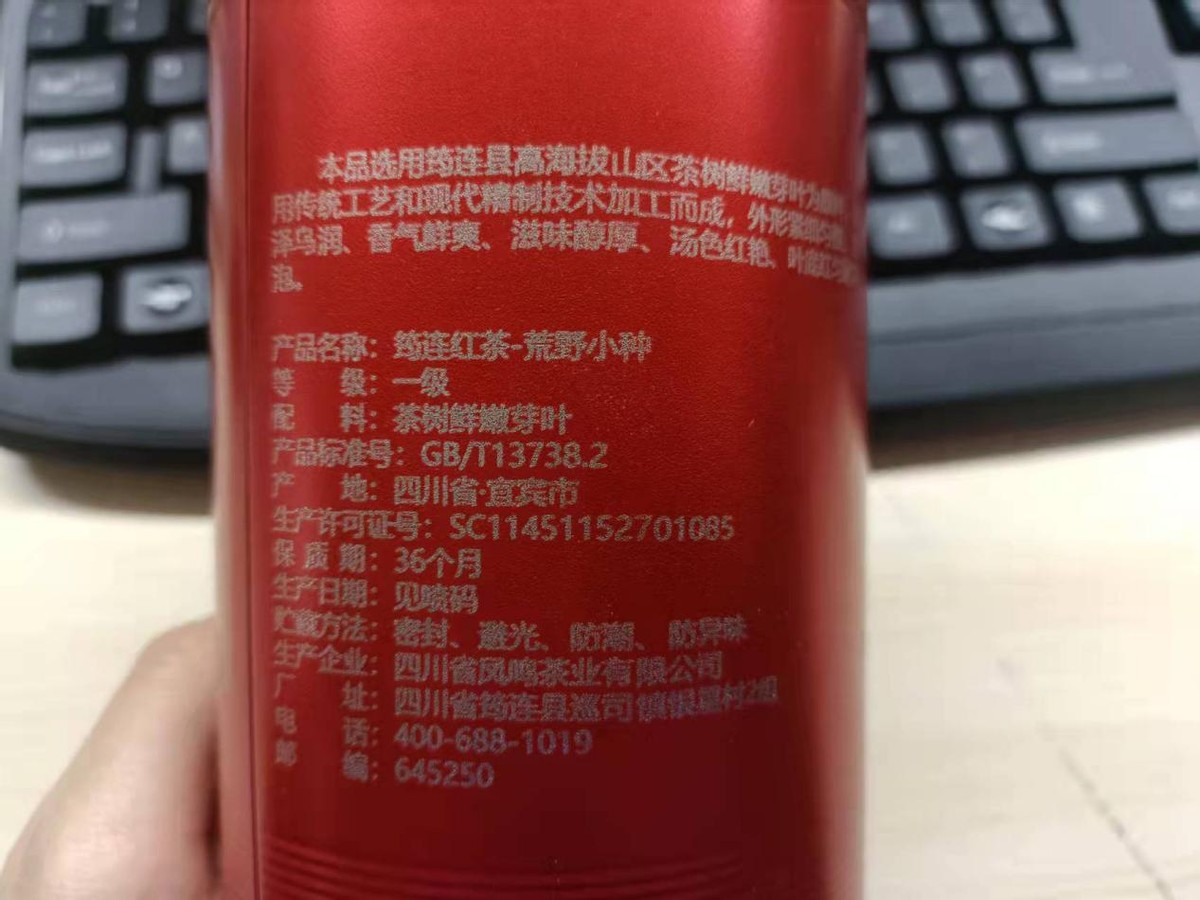 本品选用筠连县高海拔山区茶树鲜嫩芽叶为
用传统工艺和现代精制技术加工而成，外形
泽乌润、香气鲜爽、滋味醇厚、汤色红艳、叶底红
泡。
产品名称：筠连红茶-荒野小种
等 级：一级
配 料：茶树鲜嫩芽叶
产品标准号：GB/T13738.2
产 地：四川省·宜宾市
生产许可证号：SC11451152701085
保 质 期：36个月
生产日期：见喷码
贮藏方法：密封、避光、防潮、防异味
生产企业：四川省凤鸣茶业有限公司
厂 址：四川省筠连县巡司镇银星村2组
电 话：400-688-1019
邮 编：645250